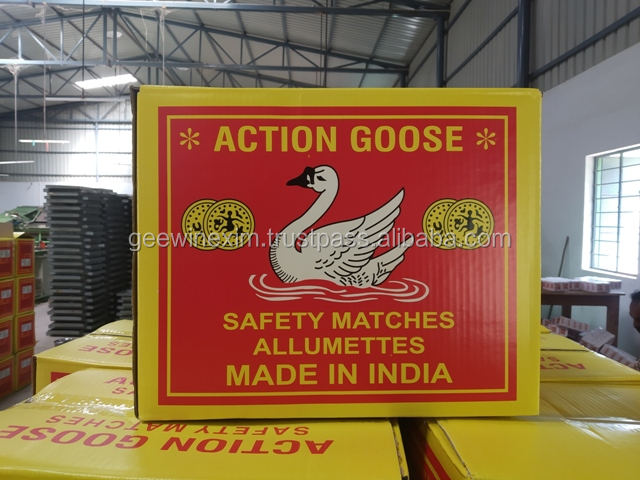 * ACTION GOOSE *
geewinexim.trustpass.alibaba.com
SAFETY MATCHES
ALLUMETTES
MADE IN INDIA
ACTION GOOSE
SAFETY MATCHES